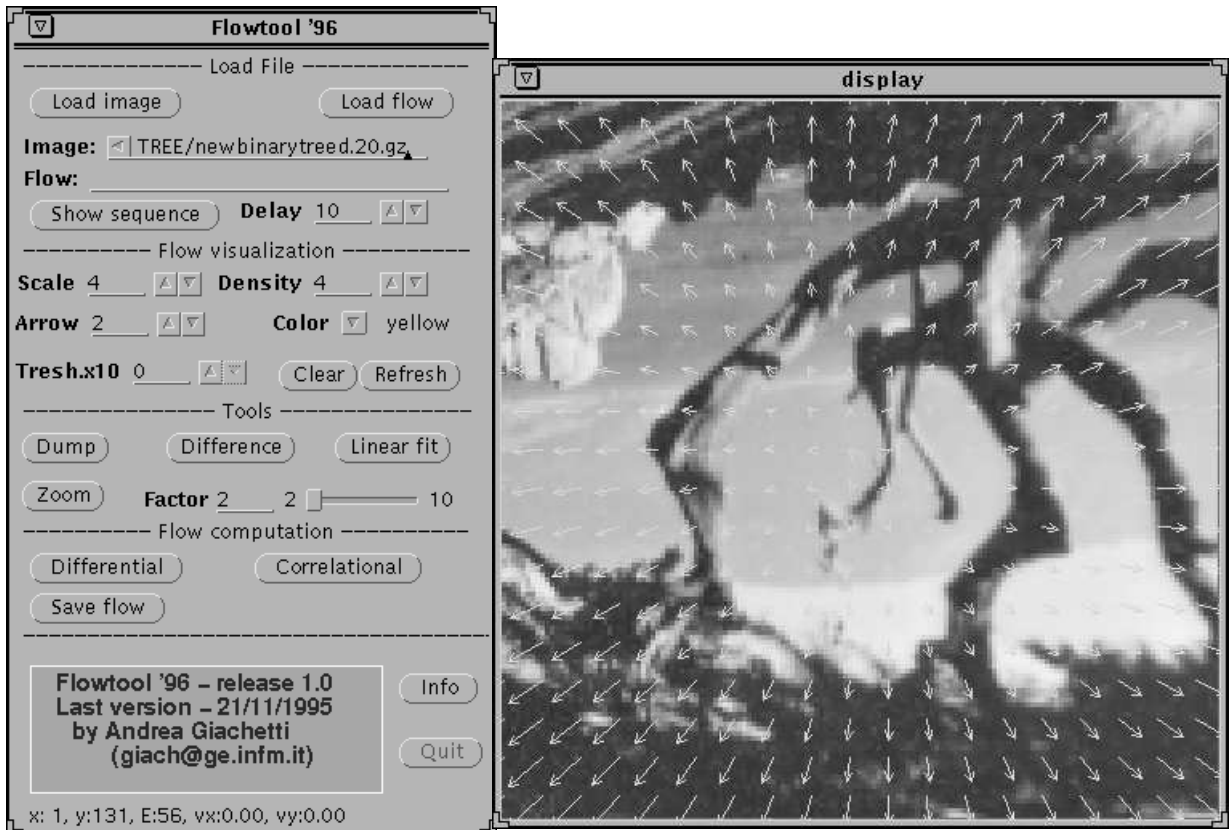 Flowtool '96
Load File
Load image Load flow
Image: TREE/newbinarytreed.20.gz
Flow:
Show sequence Delay 10
Flow visualization
Scale 4 Density 4
Arrow 2 Color yellow
Tresh.x10 0 Clear Refresh
Tools
Dump Difference Linear fit
Zoom Factor 2 2 10
Flow computation
Differential Correlational
Save flow
Flowtool '96 – release 1.0
Last version – 21/11/1995
by Andrea Giachetti
(giach@ge.infm.it)
Info
Quit
x: 1, y:131, E:56, vx:0.00, vy:0.00
display